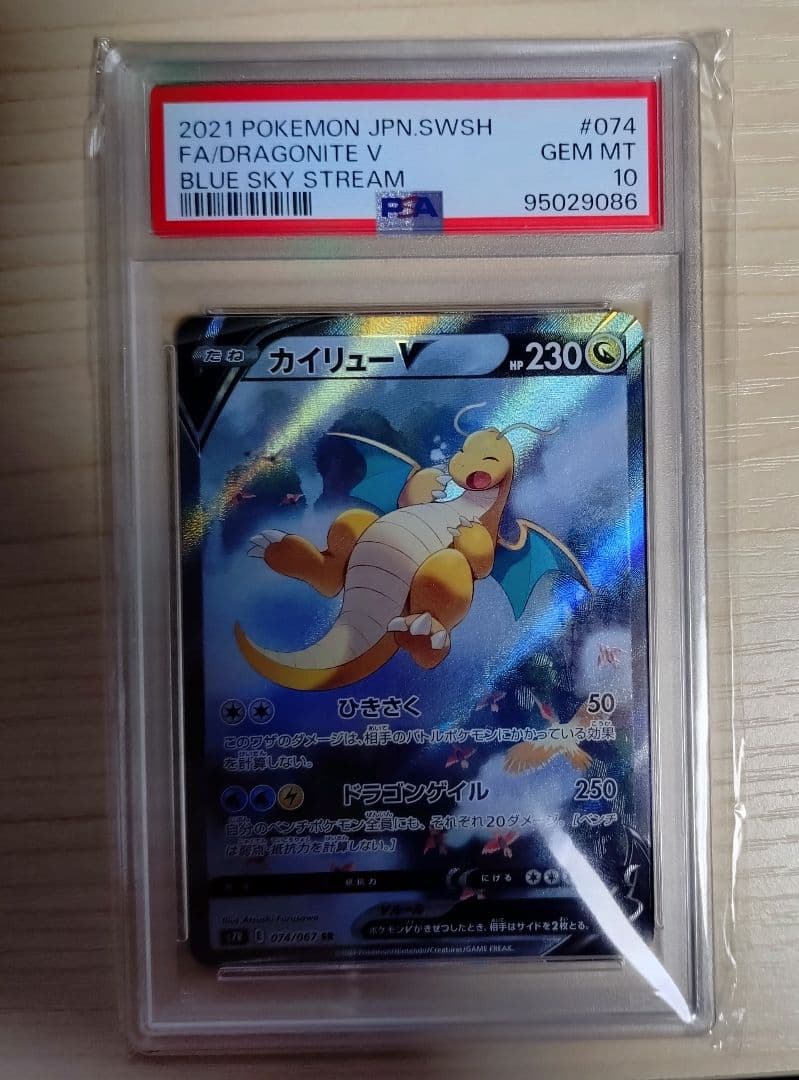 2021 POKEMON JPN.SWSH #074
FA/DRAGONITE V GEM MT
BLUE SKY STREAM 10
PSA 95029086
たね カイリューV HP 230
ひきさく 50
このワザのダメージは、相手のバトルポケモンにかかっている効果
を計算しない。
ドラゴンゲイル 250
自分のベンチポケモン全員にも、それぞれ20ダメージ。[ベンチ
は弱点・抵抗力を計算しない。]
抵抗力 にげる
Vルール
ポケモンVがきぜつしたとき、相手はサイドを2枚とる。
Illus. Atsushi Furusawa
E 074/067 SR
Pokémon/Nintendo/Creatures/GAME FREAK.